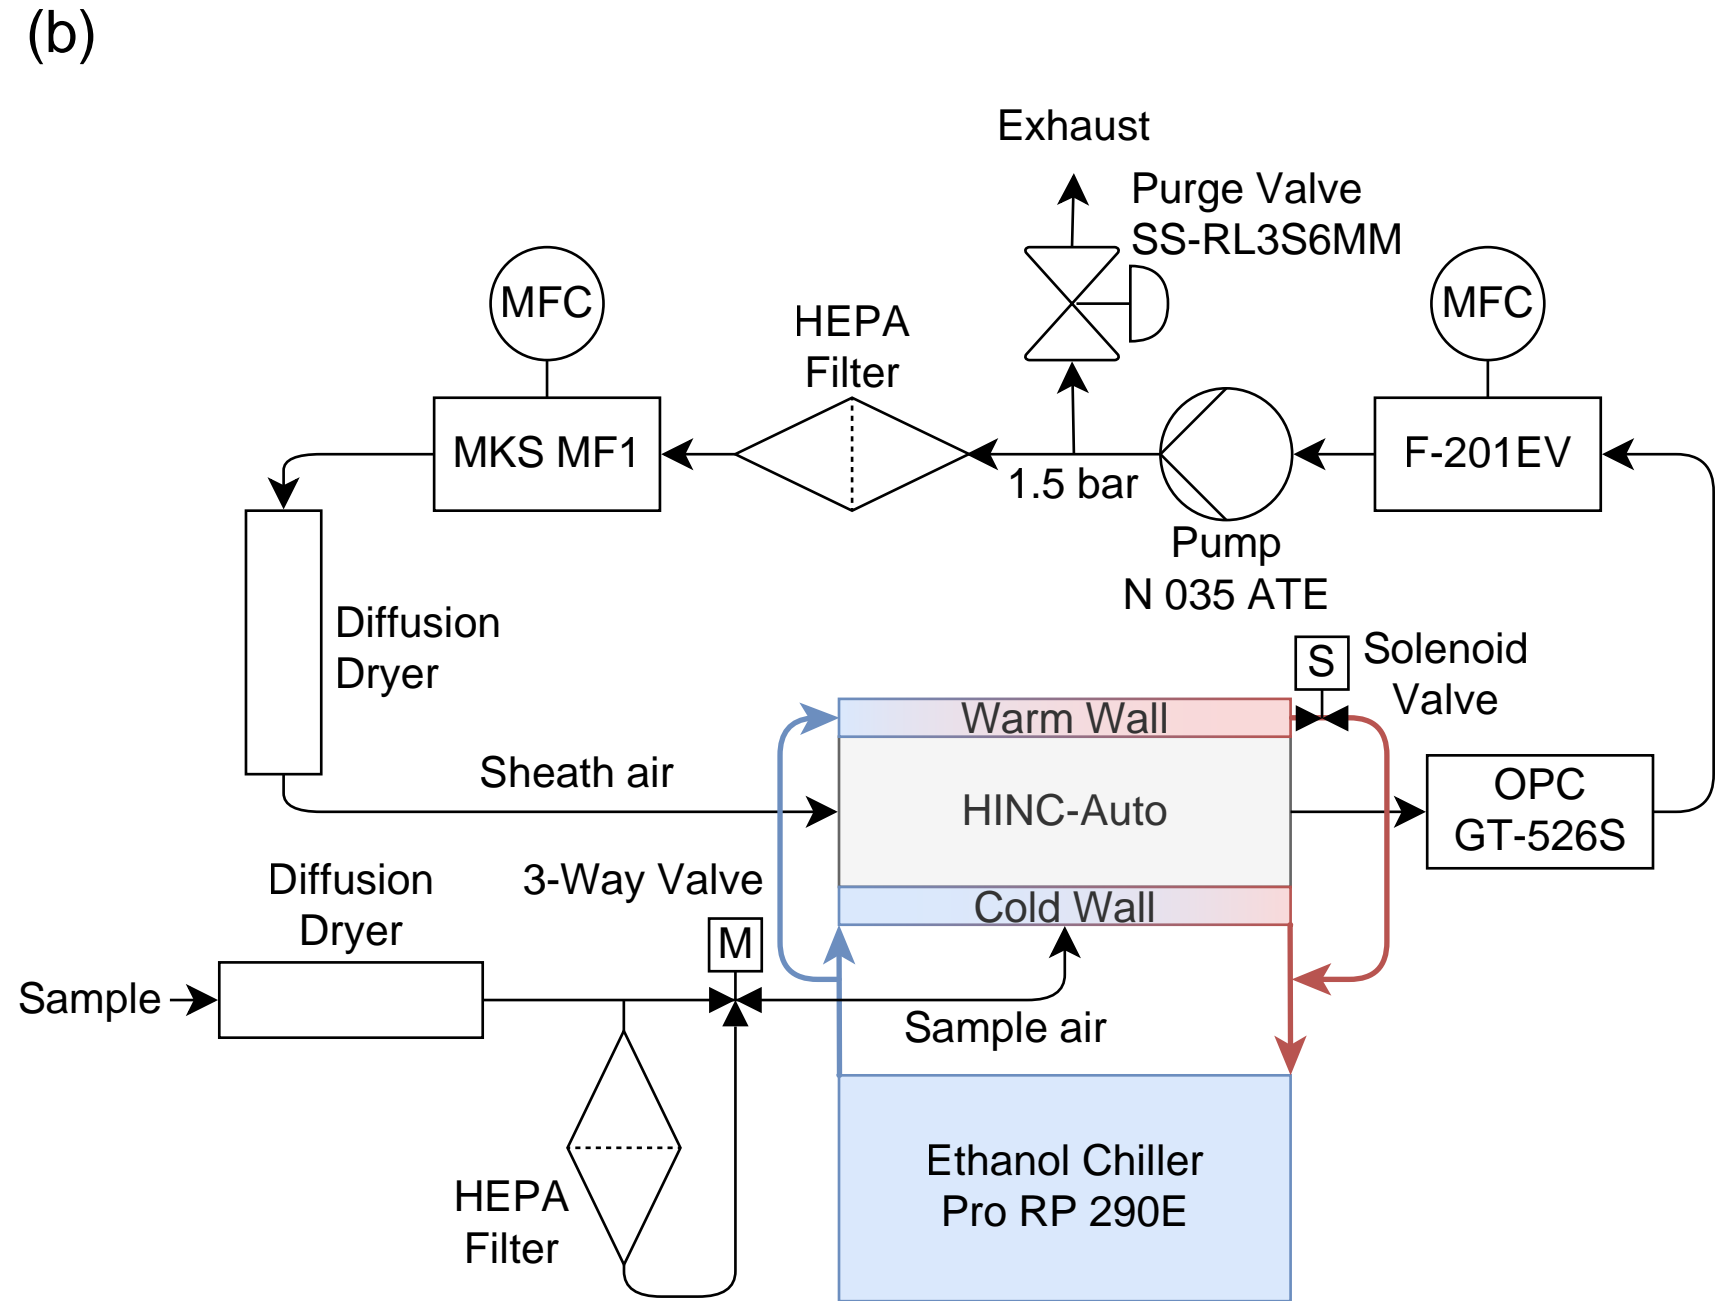 (b)
Exhaust
Purge Valve
SS-RL3S6MM
MFC
HEPA
Filter
MFC
MKS MF1
1.5 bar
F-201EV
Pump
N 035 ATE
Diffusion
Dryer
S
Solenoid
Valve
Warm Wall
Sheath air
HINC-Auto
OPC
GT-526S
Diffusion
Dryer
3-Way Valve
Cold Wall
M
Sample
Sample air
HEPA
Filter
Ethanol Chiller
Pro RP 290E